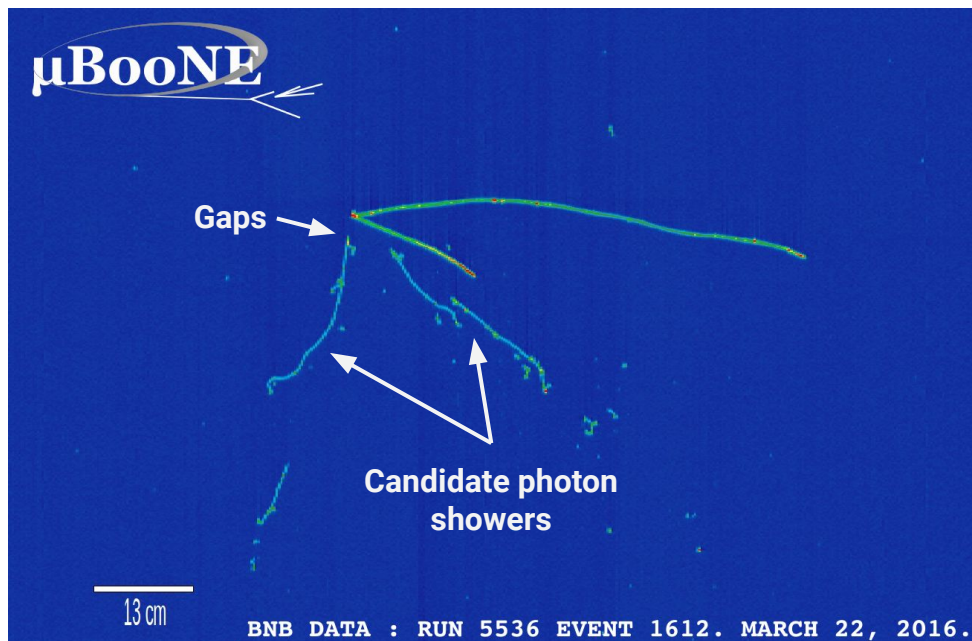 μBooNE
Gaps
Candidate photon
showers
13 cm
BNB DATA : RUN 5536 EVENT 1612. MARCH 22, 2016.